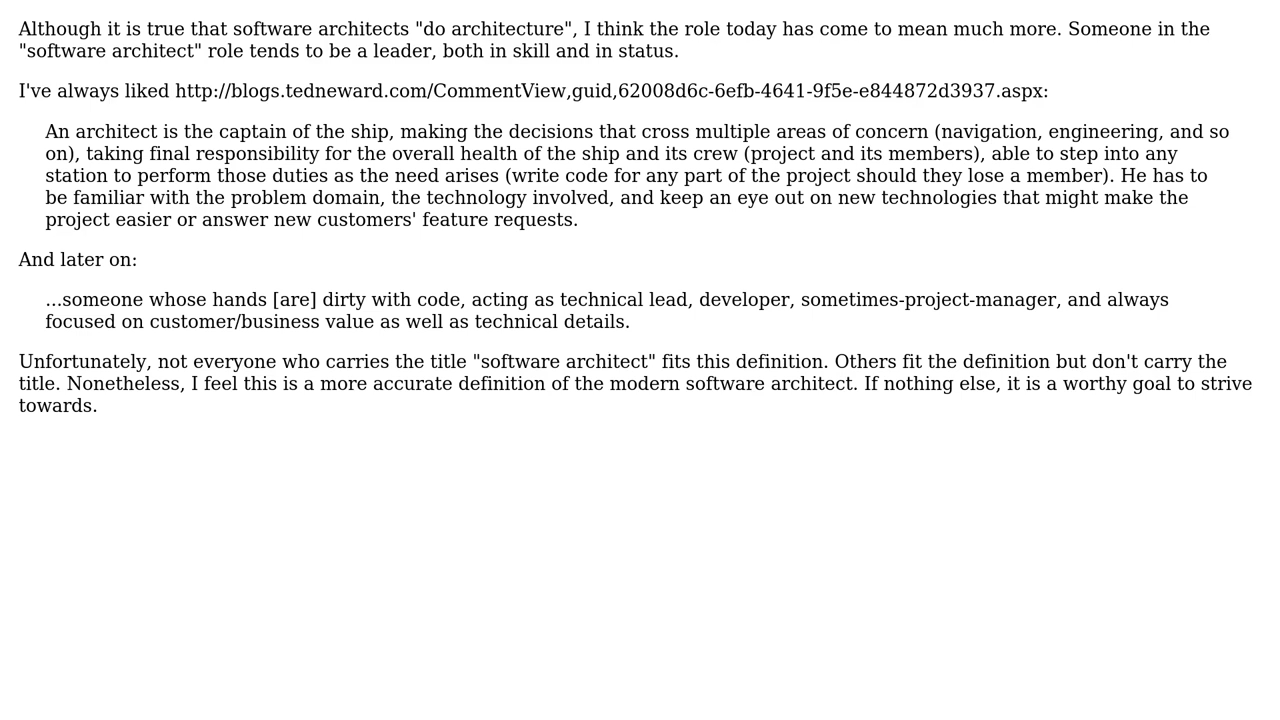 Although it is true that software architects "do architecture", I think the role today has come to mean much more. Someone in the
"software architect" role tends to be a leader, both in skill and in status.
I've always liked http://blogs.tedneward.com/CommentView,guid,62008d6c-6efb-4641-9f5e-e844872d3937.aspx:
An architect is the captain of the ship, making the decisions that cross multiple areas of concern (navigation, engineering, and so
on), taking final responsibility for the overall health of the ship and its crew (project and its members), able to step into any
station to perform those duties as the need arises (write code for any part of the project should they lose a member). He has to
be familiar with the problem domain, the technology involved, and keep an eye out on new technologies that might make the
project easier or answer new customers' feature requests.
And later on:
...someone whose hands [are] dirty with code, acting as technical lead, developer, sometimes-project-manager, and always
focused on customer/business value as well as technical details.
Unfortunately, not everyone who carries the title "software architect" fits this definition. Others fit the definition but don't carry the
title. Nonetheless, I feel this is a more accurate definition of the modern software architect. If nothing else, it is a worthy goal to strive
towards.